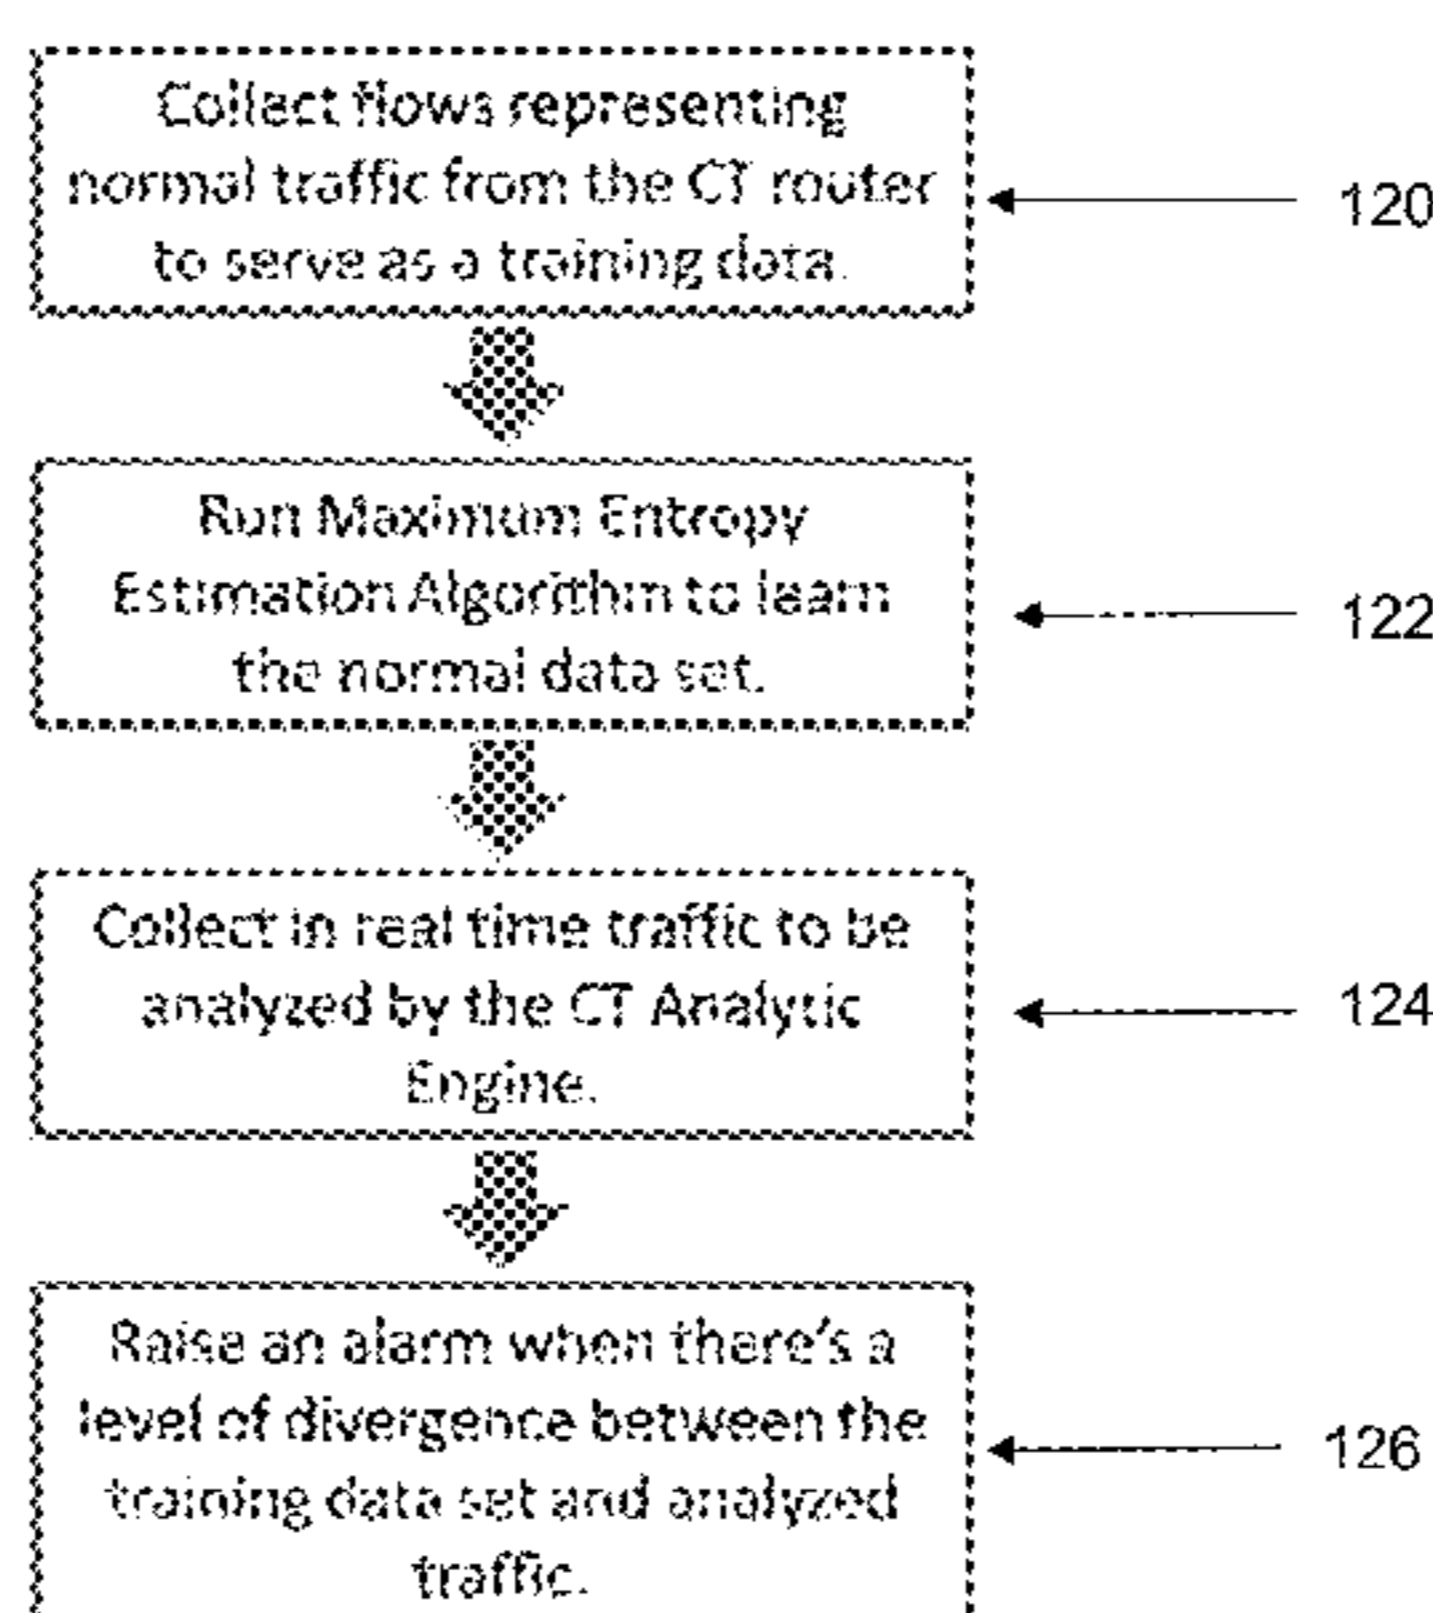 Collect flows representing
normal traffic from the CT router
to serve as a training data.
120
Run Maximum Entropy
Estimation Algorithm to learn
the normal data set.
122
Collect in real time traffic to be
analyzed by the CT Analytic
Engine.
124
Raise an alarm when there's a
level of divergence between the
training data set and analyzed
traffic.
126